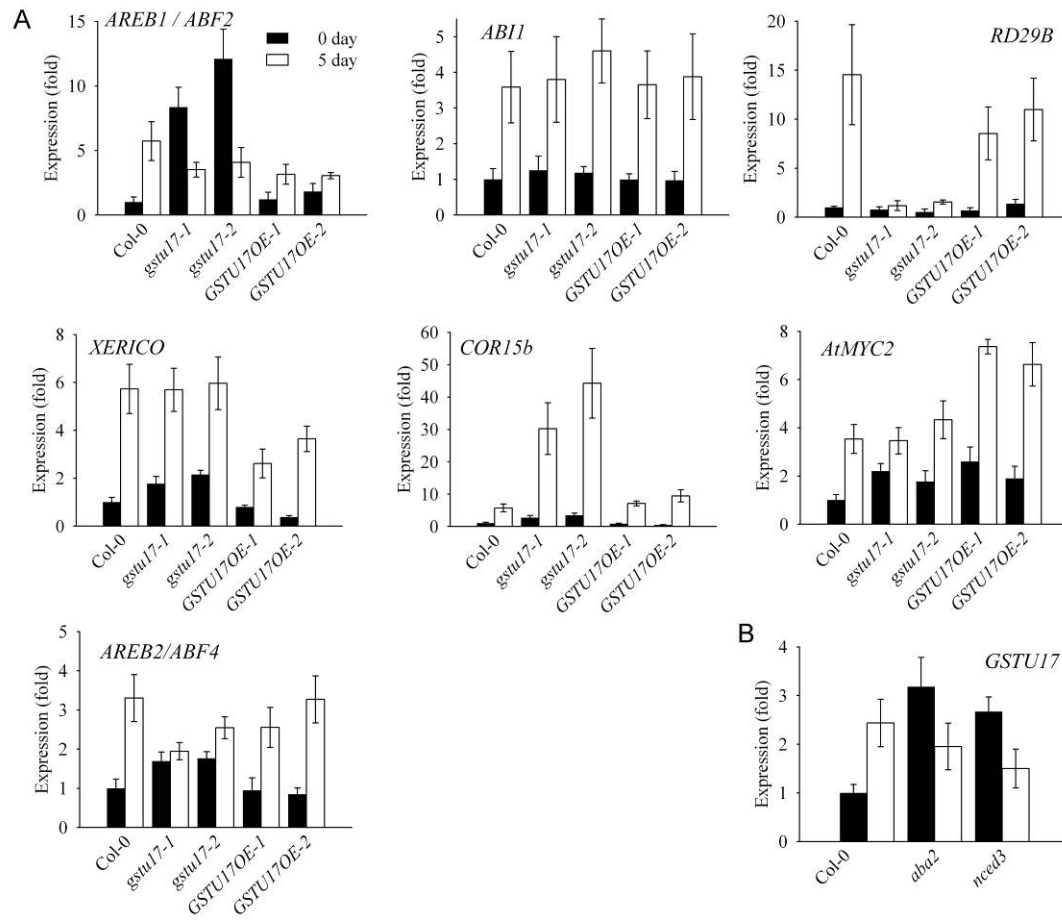 A
AREB1 / ABF2
0 day
5 day
Expression (fold)
15
10
5
0
Col-0
gstu17-1
gstu17-2
GSTU17OE-1
GSTU17OE-2
ABI1
Expression (fold)
5
4
3
2
1
0
Col-0
gstu17-1
gstu17-2
GSTU17OE-1
GSTU17OE-2
RD29B
Expression (fold)
20
15
10
5
0
Col-0
gstu17-1
gstu17-2
GSTU17OE-1
GSTU17OE-2
XERICO
Expression (fold)
8
6
4
2
0
Col-0
gstu17-1
gstu17-2
GSTU17OE-1
GSTU17OE-2
COR15b
Expression (fold)
60
50
40
30
20
10
0
Col-0
gstu17-1
gstu17-2
GSTU17OE-1
GSTU17OE-2
AtMYC2
Expression (fold)
8
6
4
2
0
Col-0
gstu17-1
gstu17-2
GSTU17OE-1
GSTU17OE-2
AREB2/ABF4
Expression (fold)
5
4
3
2
1
0
Col-0
gstu17-1
gstu17-2
GSTU17OE-1
GSTU17OE-2
B
GSTU17
Expression (fold)
4
3
2
1
0
Col-0
aba2
nced3